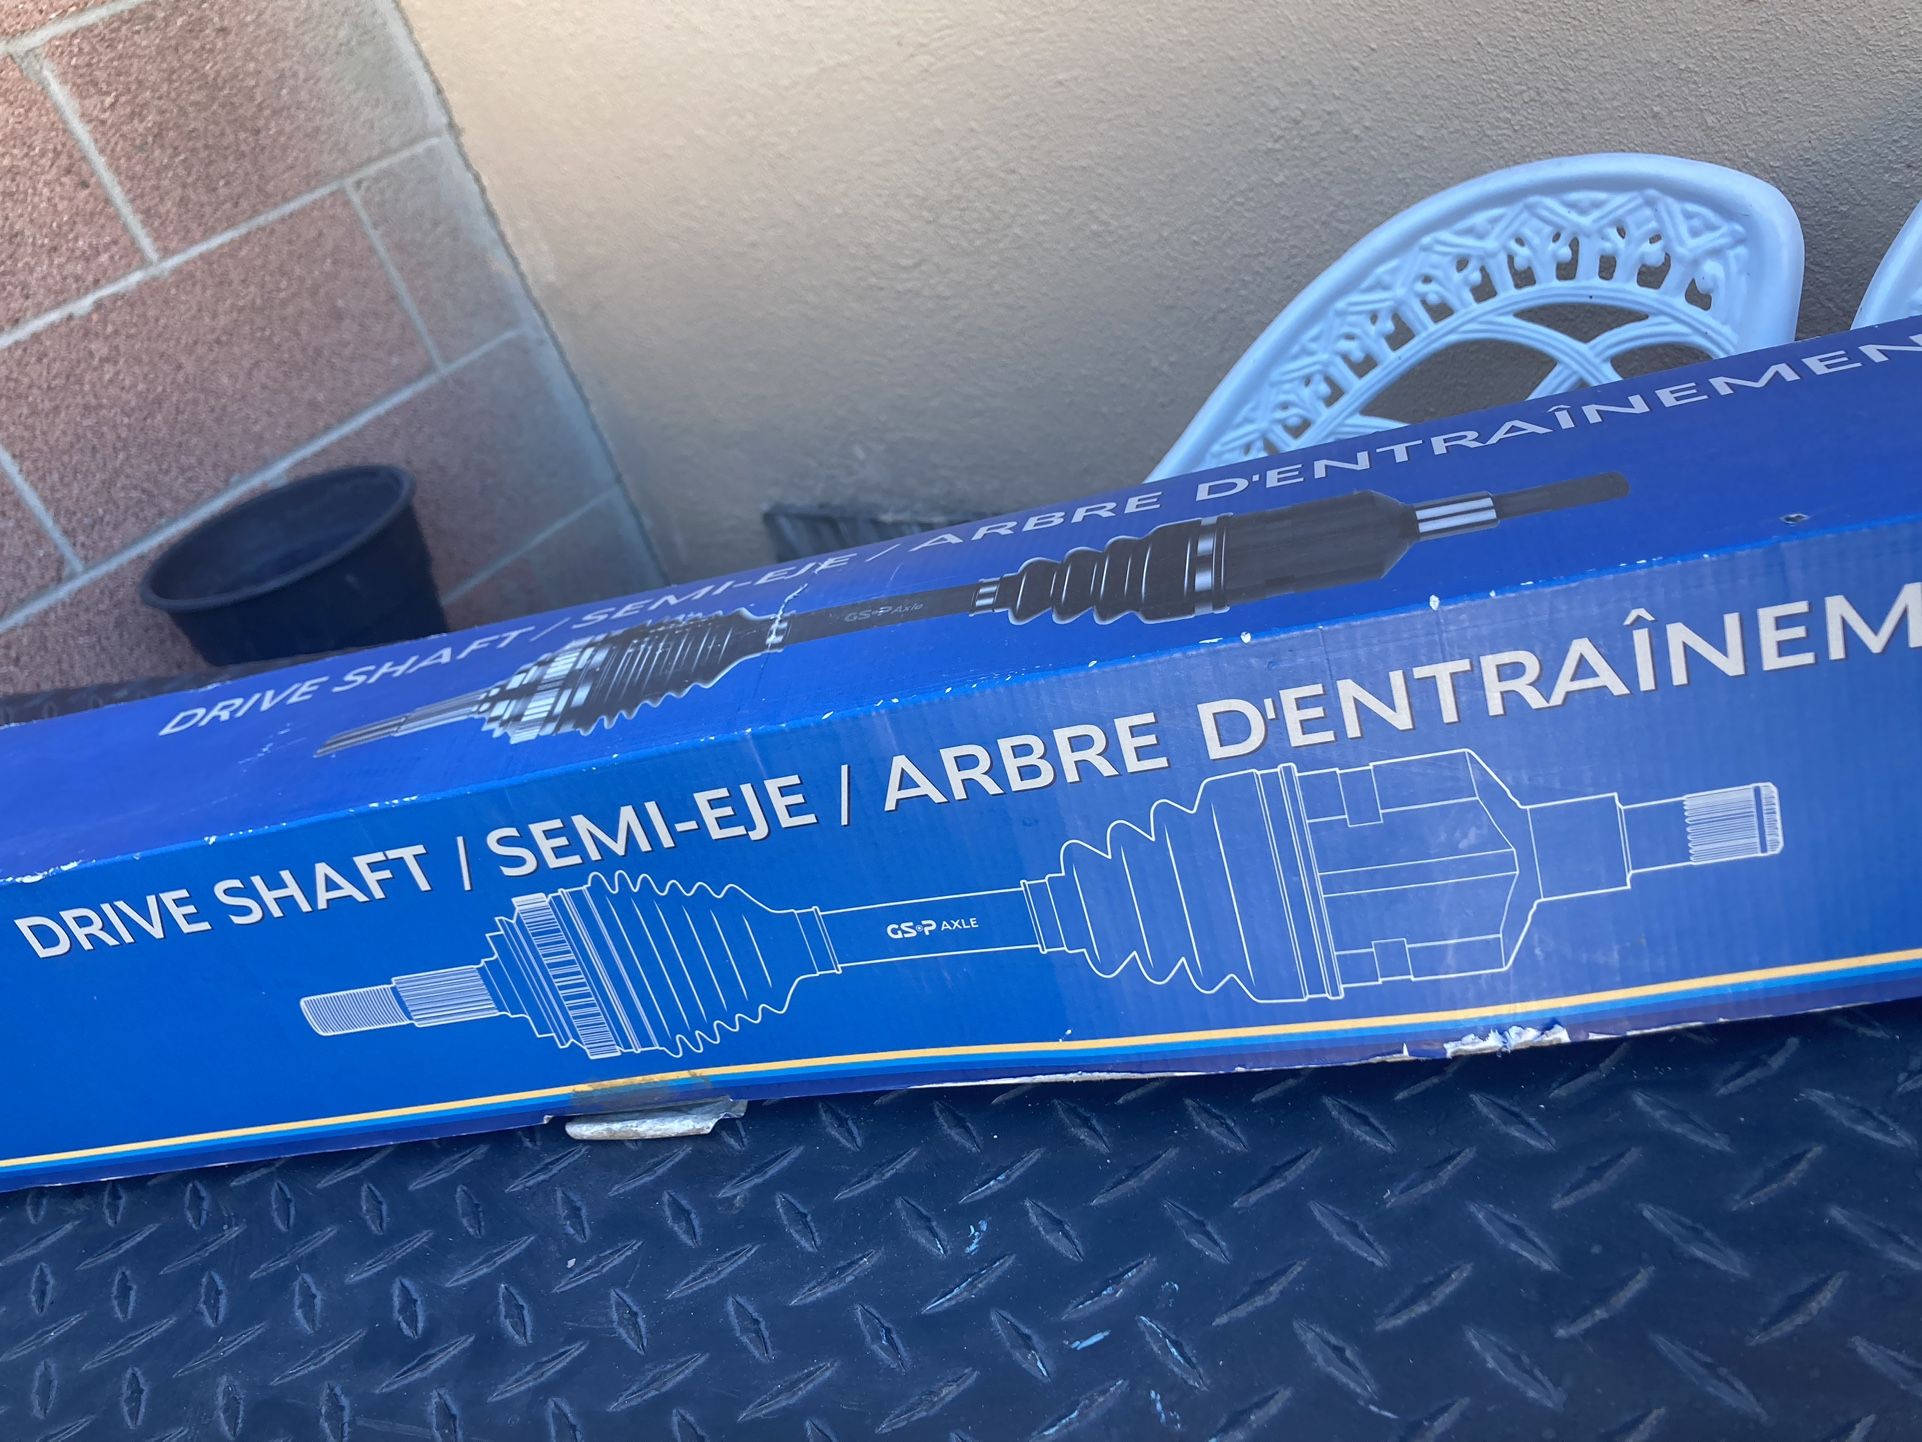 DRIVE SHAFT / SEMI-EJE / ARBRE D'ENTRAÎNEMEN
GSP Axle
DRIVE SHAFT / SEMI-EJE / ARBRE D'ENTRAÎNEM
GSP AXLE